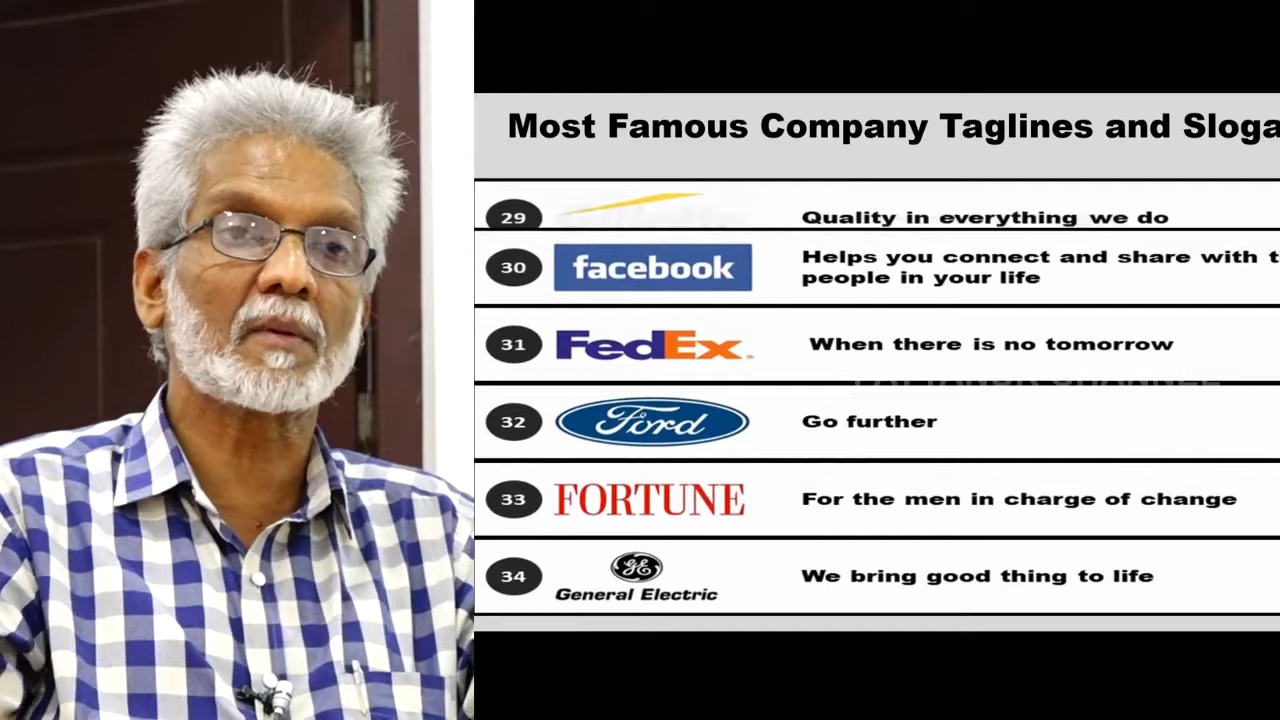 Most Famous Company Taglines and Sloga
29 Quality in everything we do
30 facebook Helps you connect and share with t
people in your life
31 FedEx. When there is no tomorrow
32 Ford Go further
33 FORTUNE For the men in charge of change
34 GE General Electric We bring good thing to life